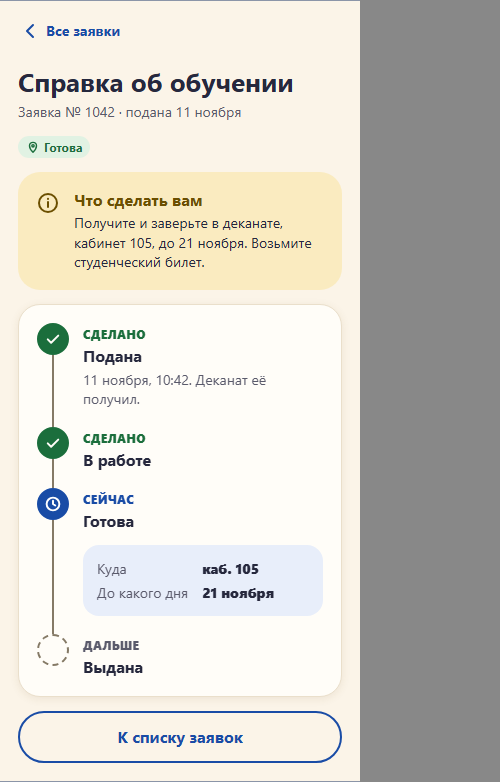 Все заявки
Справка об обучении
Заявка № 1042 · подана 11 ноября
Готова
Что сделать вам
Получите и заверьте в деканате,
кабинет 105, до 21 ноября. Возьмите
студенческий билет.
СДЕЛАНО
Подана
11 ноября, 10:42. Деканат её
получил.
СДЕЛАНО
В работе
СЕЙЧАС
Готова
Куда каб. 105
До какого дня 21 ноября
ДАЛЬШЕ
Выдана
К списку заявок